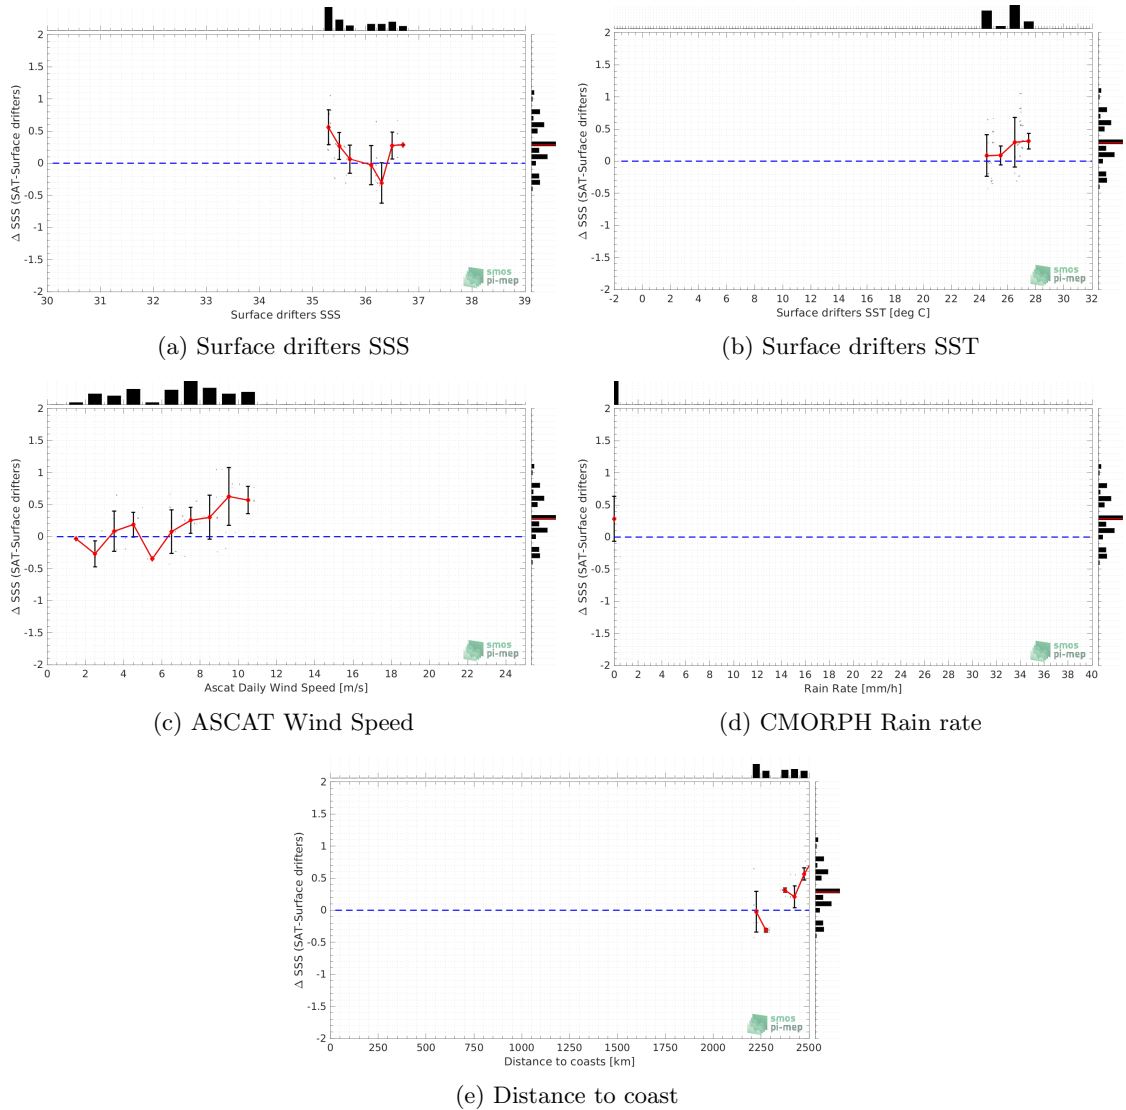 2
1.5
1
0.5
0
-0.5
-1
-1.5
-2
Δ SSS (SAT-Surface drifters)
30 31 32 33 34 35 36 37 38 39
Surface drifters SSS
smos
pi-mep
(a) Surface drifters SSS
2
1.5
1
0.5
0
-0.5
-1
-1.5
-2
Δ SSS (SAT-Surface drifters)
-2 0 2 4 6 8 10 12 14 16 18 20 22 24 26 28 30 32
Surface drifters SST [deg C]
smos
pi-mep
(b) Surface drifters SST
2
1.5
1
0.5
0
-0.5
-1
-1.5
-2
Δ SSS (SAT-Surface drifters)
0 2 4 6 8 10 12 14 16 18 20 22 24
Ascat Daily Wind Speed [m/s]
smos
pi-mep
(c) ASCAT Wind Speed
2
1.5
1
0.5
0
-0.5
-1
-1.5
-2
Δ SSS (SAT-Surface drifters)
0 2 4 6 8 10 12 14 16 18 20 22 24 26 28 30 32 34 36 38 40
Rain Rate [mm/h]
smos
pi-mep
(d) CMORPH Rain rate
2
1.5
1
0.5
0
-0.5
-1
-1.5
-2
Δ SSS (SAT-Surface drifters)
0 250 500 750 1000 1250 1500 1750 2000 2250 2500
Distance to coasts [km]
smos
pi-mep
(e) Distance to coast